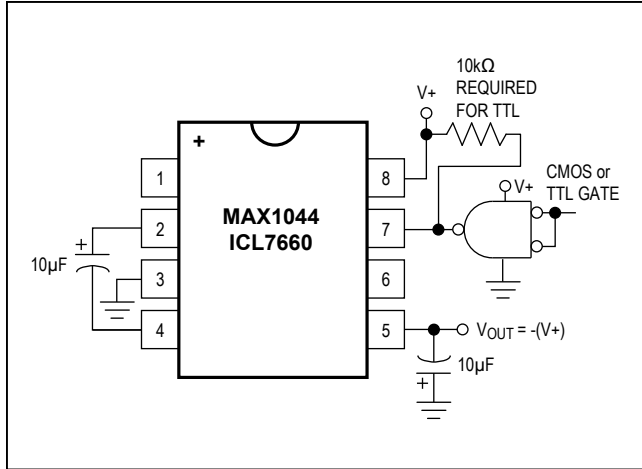 10kΩ
REQUIRED
FOR TTL
V+
+
1
8
CMOS or
TTL GATE
V+
MAX1044
ICL7660
2
7
+
10µF
3
6
4
5
VOUT = -(V+)
10µF
+